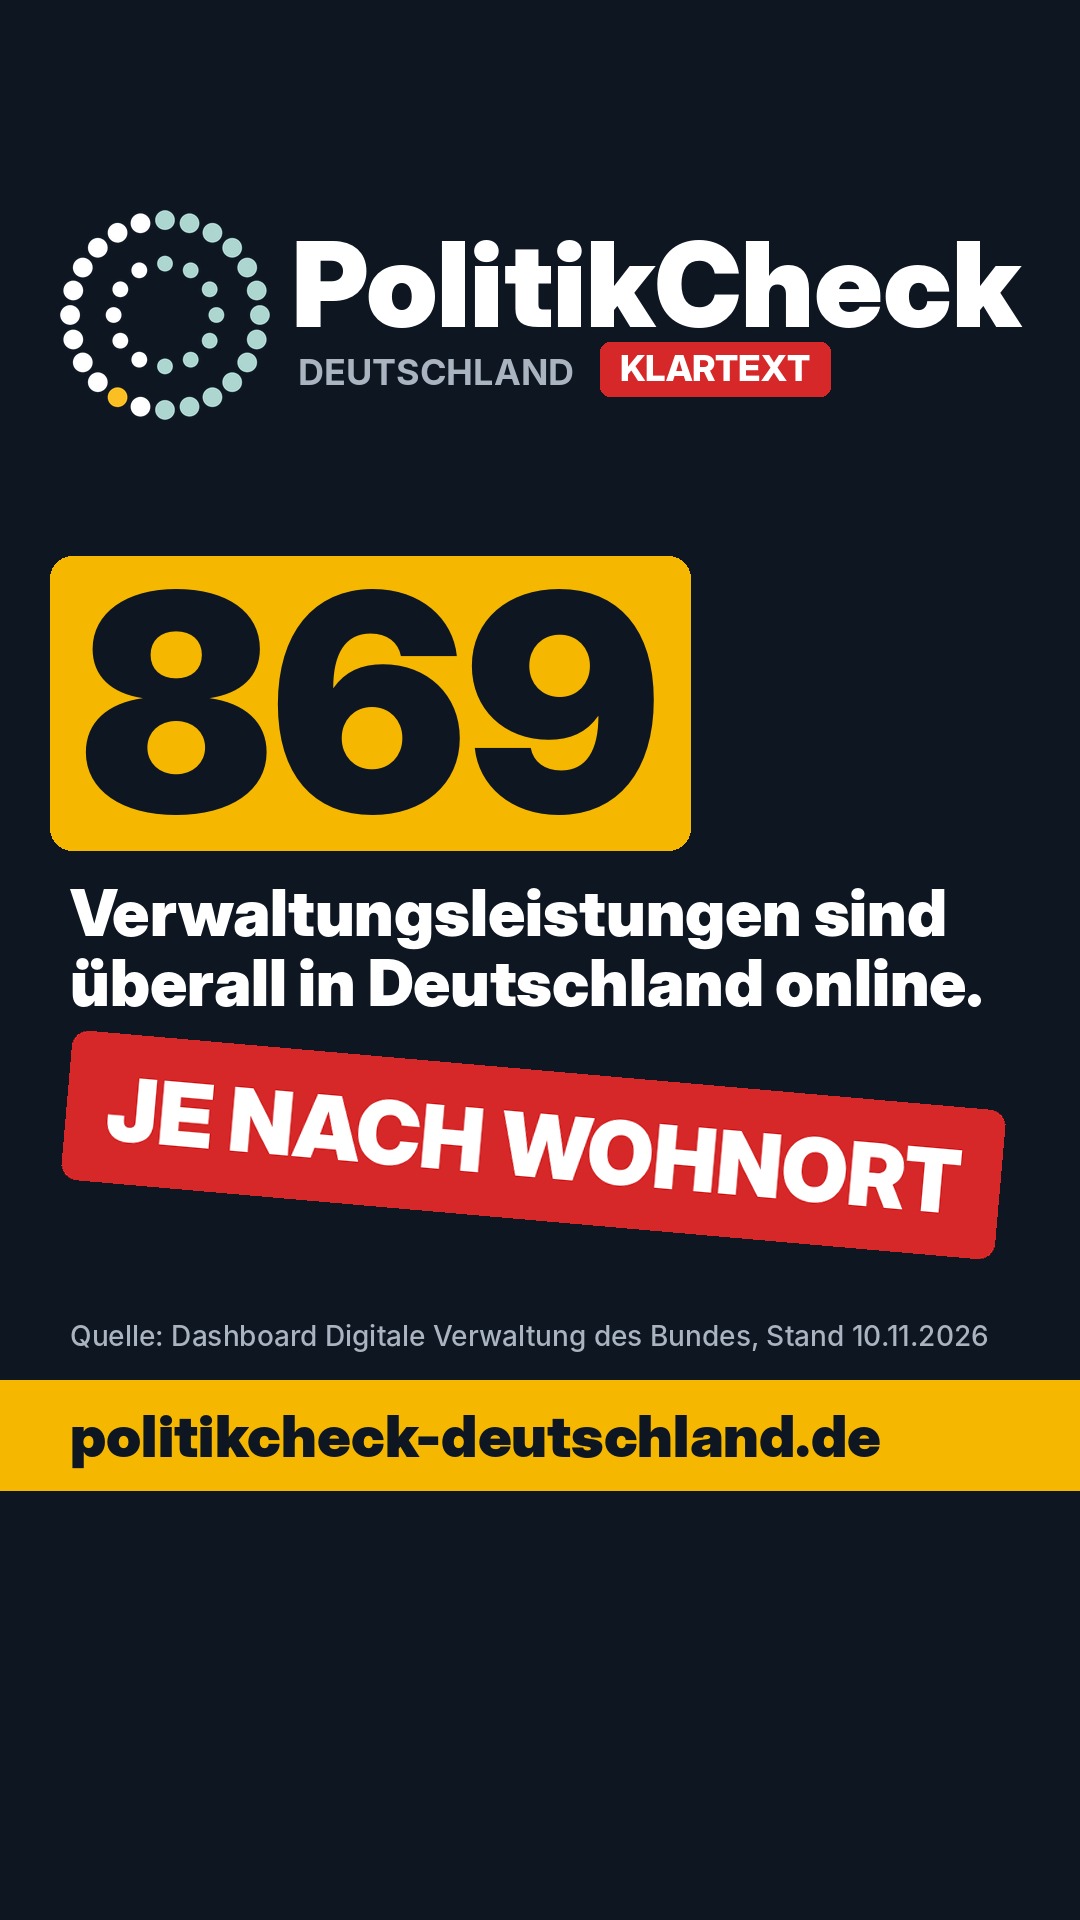 PolitikCheck
DEUTSCHLAND KLARTEXT
869
Verwaltungsleistungen sind
überall in Deutschland online.
JE NACH WOHNORT
Quelle: Dashboard Digitale Verwaltung des Bundes, Stand 10.11.2026
politikcheck-deutschland.de